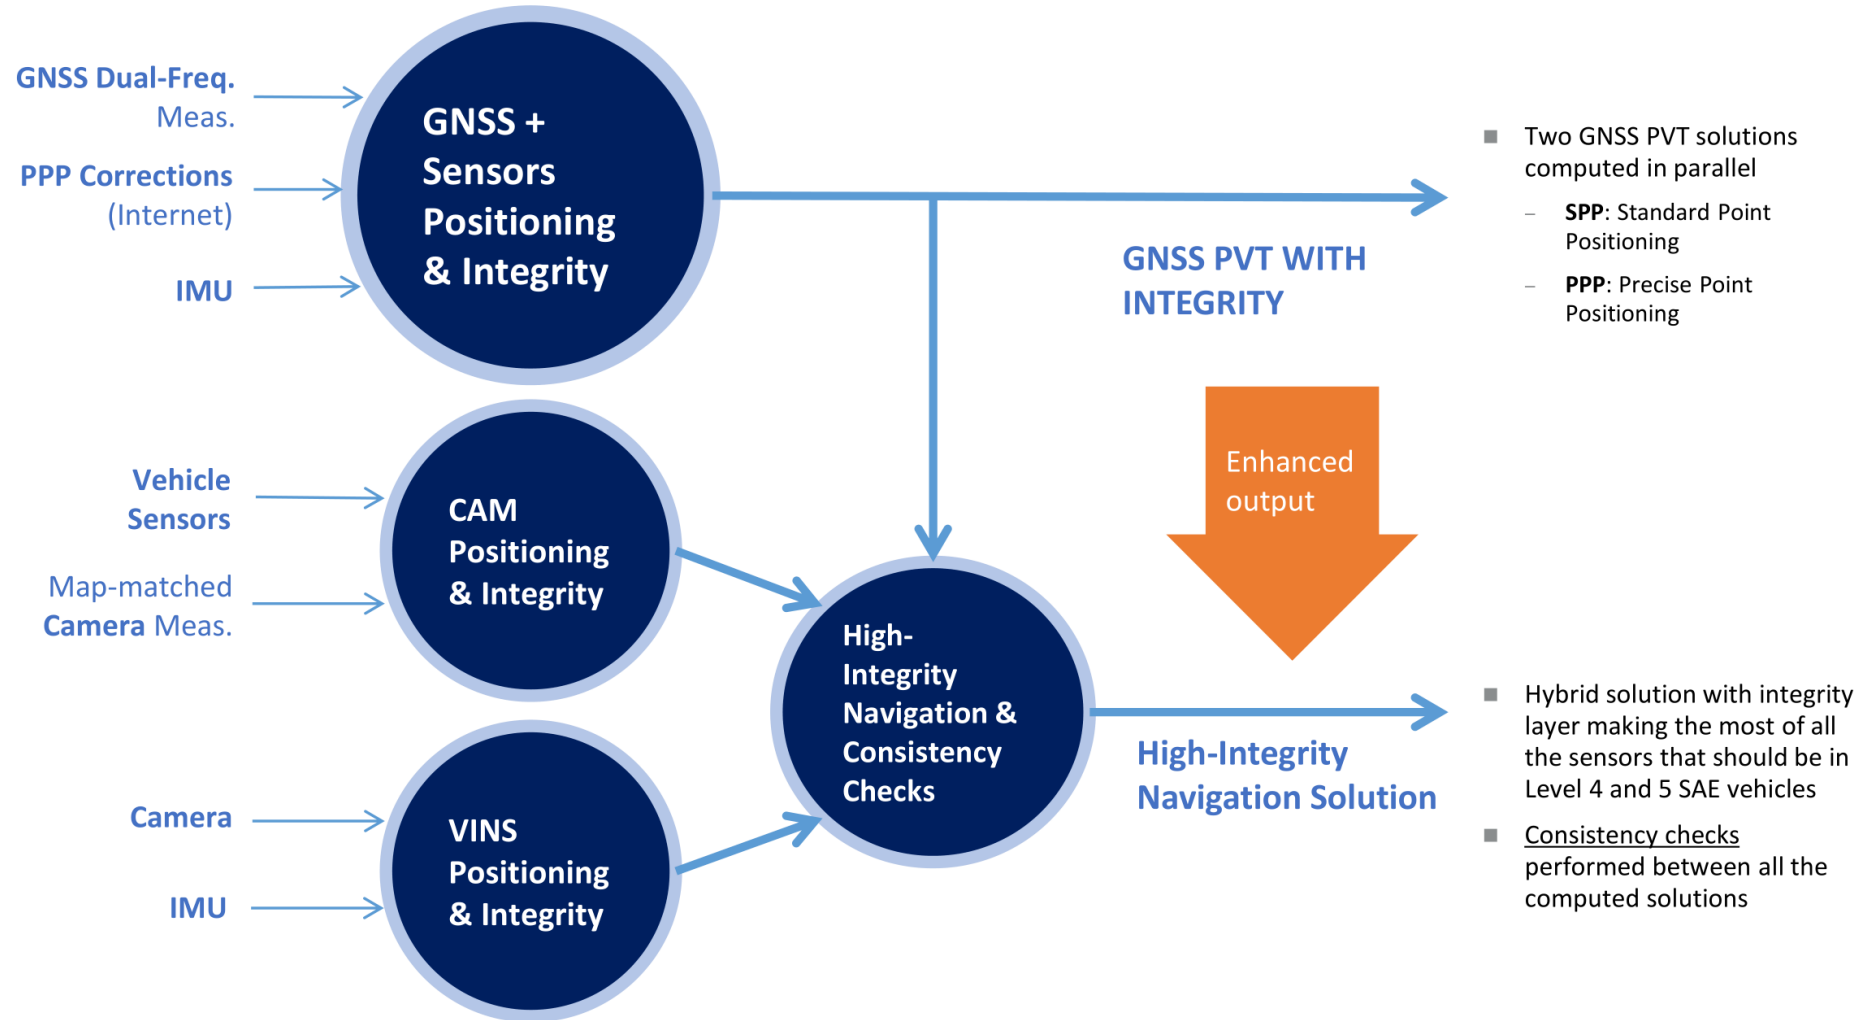 GNSS Dual-Freq.
Meas.
PPP Corrections
(Internet)
IMU
GNSS +
Sensors
Positioning
& Integrity
GNSS PVT WITH
INTEGRITY
Two GNSS PVT solutions
computed in parallel
– SPP: Standard Point
Positioning
– PPP: Precise Point
Positioning
Vehicle
Sensors
Map-matched
Camera Meas.
CAM
Positioning
& Integrity
Enhanced
output
Camera
IMU
VINS
Positioning
& Integrity
High-
Integrity
Navigation &
Consistency
Checks
High-Integrity
Navigation Solution
Hybrid solution with integrity
layer making the most of all
the sensors that should be in
Level 4 and 5 SAE vehicles
Consistency checks
performed between all the
computed solutions